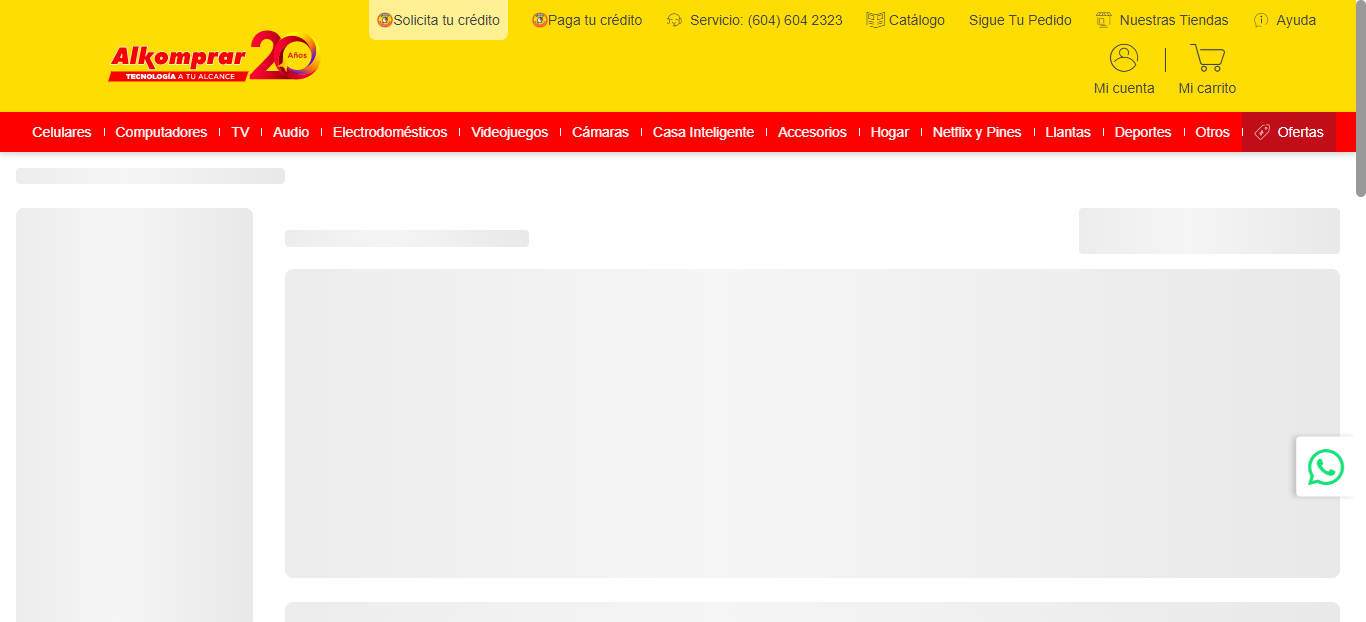 Solicita tu crédito
Paga tu crédito
Servicio: (604) 604 2323
Catálogo
Sigue Tu Pedido
Nuestras Tiendas
Ayuda
Alkomprar 20 Años
TECNOLOGÍA A TU ALCANCE
Mi cuenta
Mi carrito
Celulares
Computadores
TV
Audio
Electrodomésticos
Videojuegos
Cámaras
Casa Inteligente
Accesorios
Hogar
Netflix y Pines
Llantas
Deportes
Otros
Ofertas